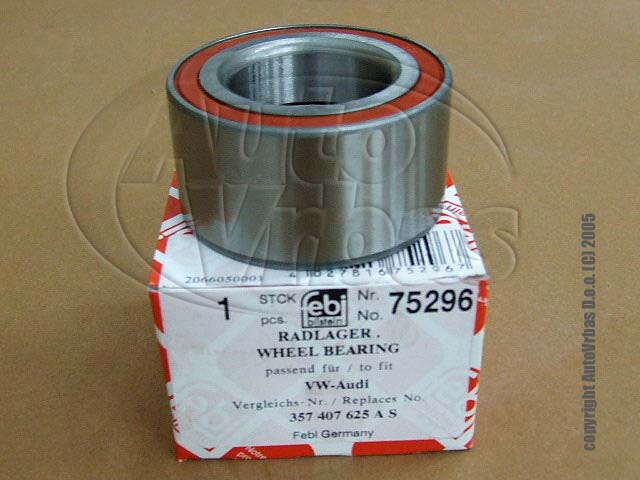 Auto
Vrbas
2066050001
4 027816 752967
1 STCK pcs. febi bilstein Nr. No. 75296
RADLAGER .
WHEEL BEARING
passend für / to fit
VW-Audi
Vergleichs-Nr. / Replaces No.
357 407 625 A S
Febi Germany
copyright AutoVrbas D.o.o. (C) 2005